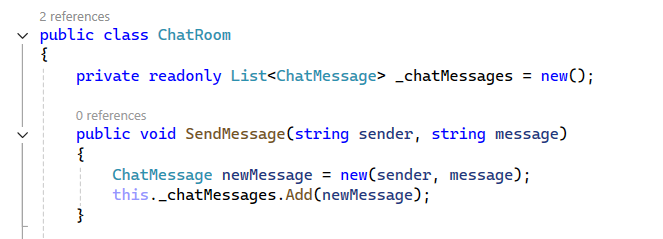 2 references
public class ChatRoom
{
private readonly List<ChatMessage> _chatMessages = new();
0 references
public void SendMessage(string sender, string message)
{
ChatMessage newMessage = new(sender, message);
this._chatMessages.Add(newMessage);
}